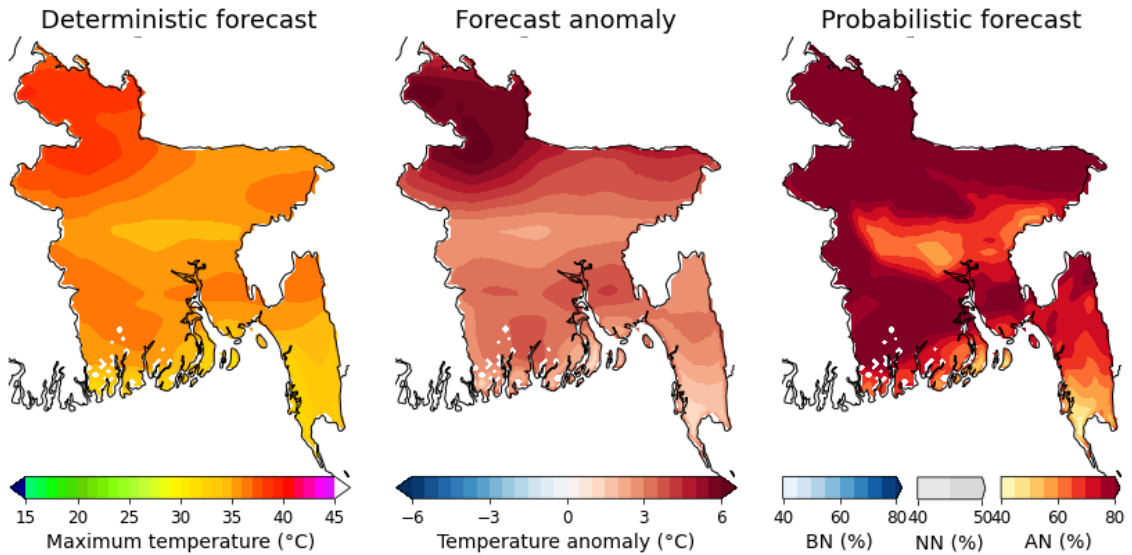 Deterministic forecast
Forecast anomaly
Probabilistic forecast
15 20 25 30 35 40 45
Maximum temperature (°C)
−6 −3 0 3 6
Temperature anomaly (°C)
40 60 80
BN (%)
40 50
NN (%)
40 60 80
AN (%)